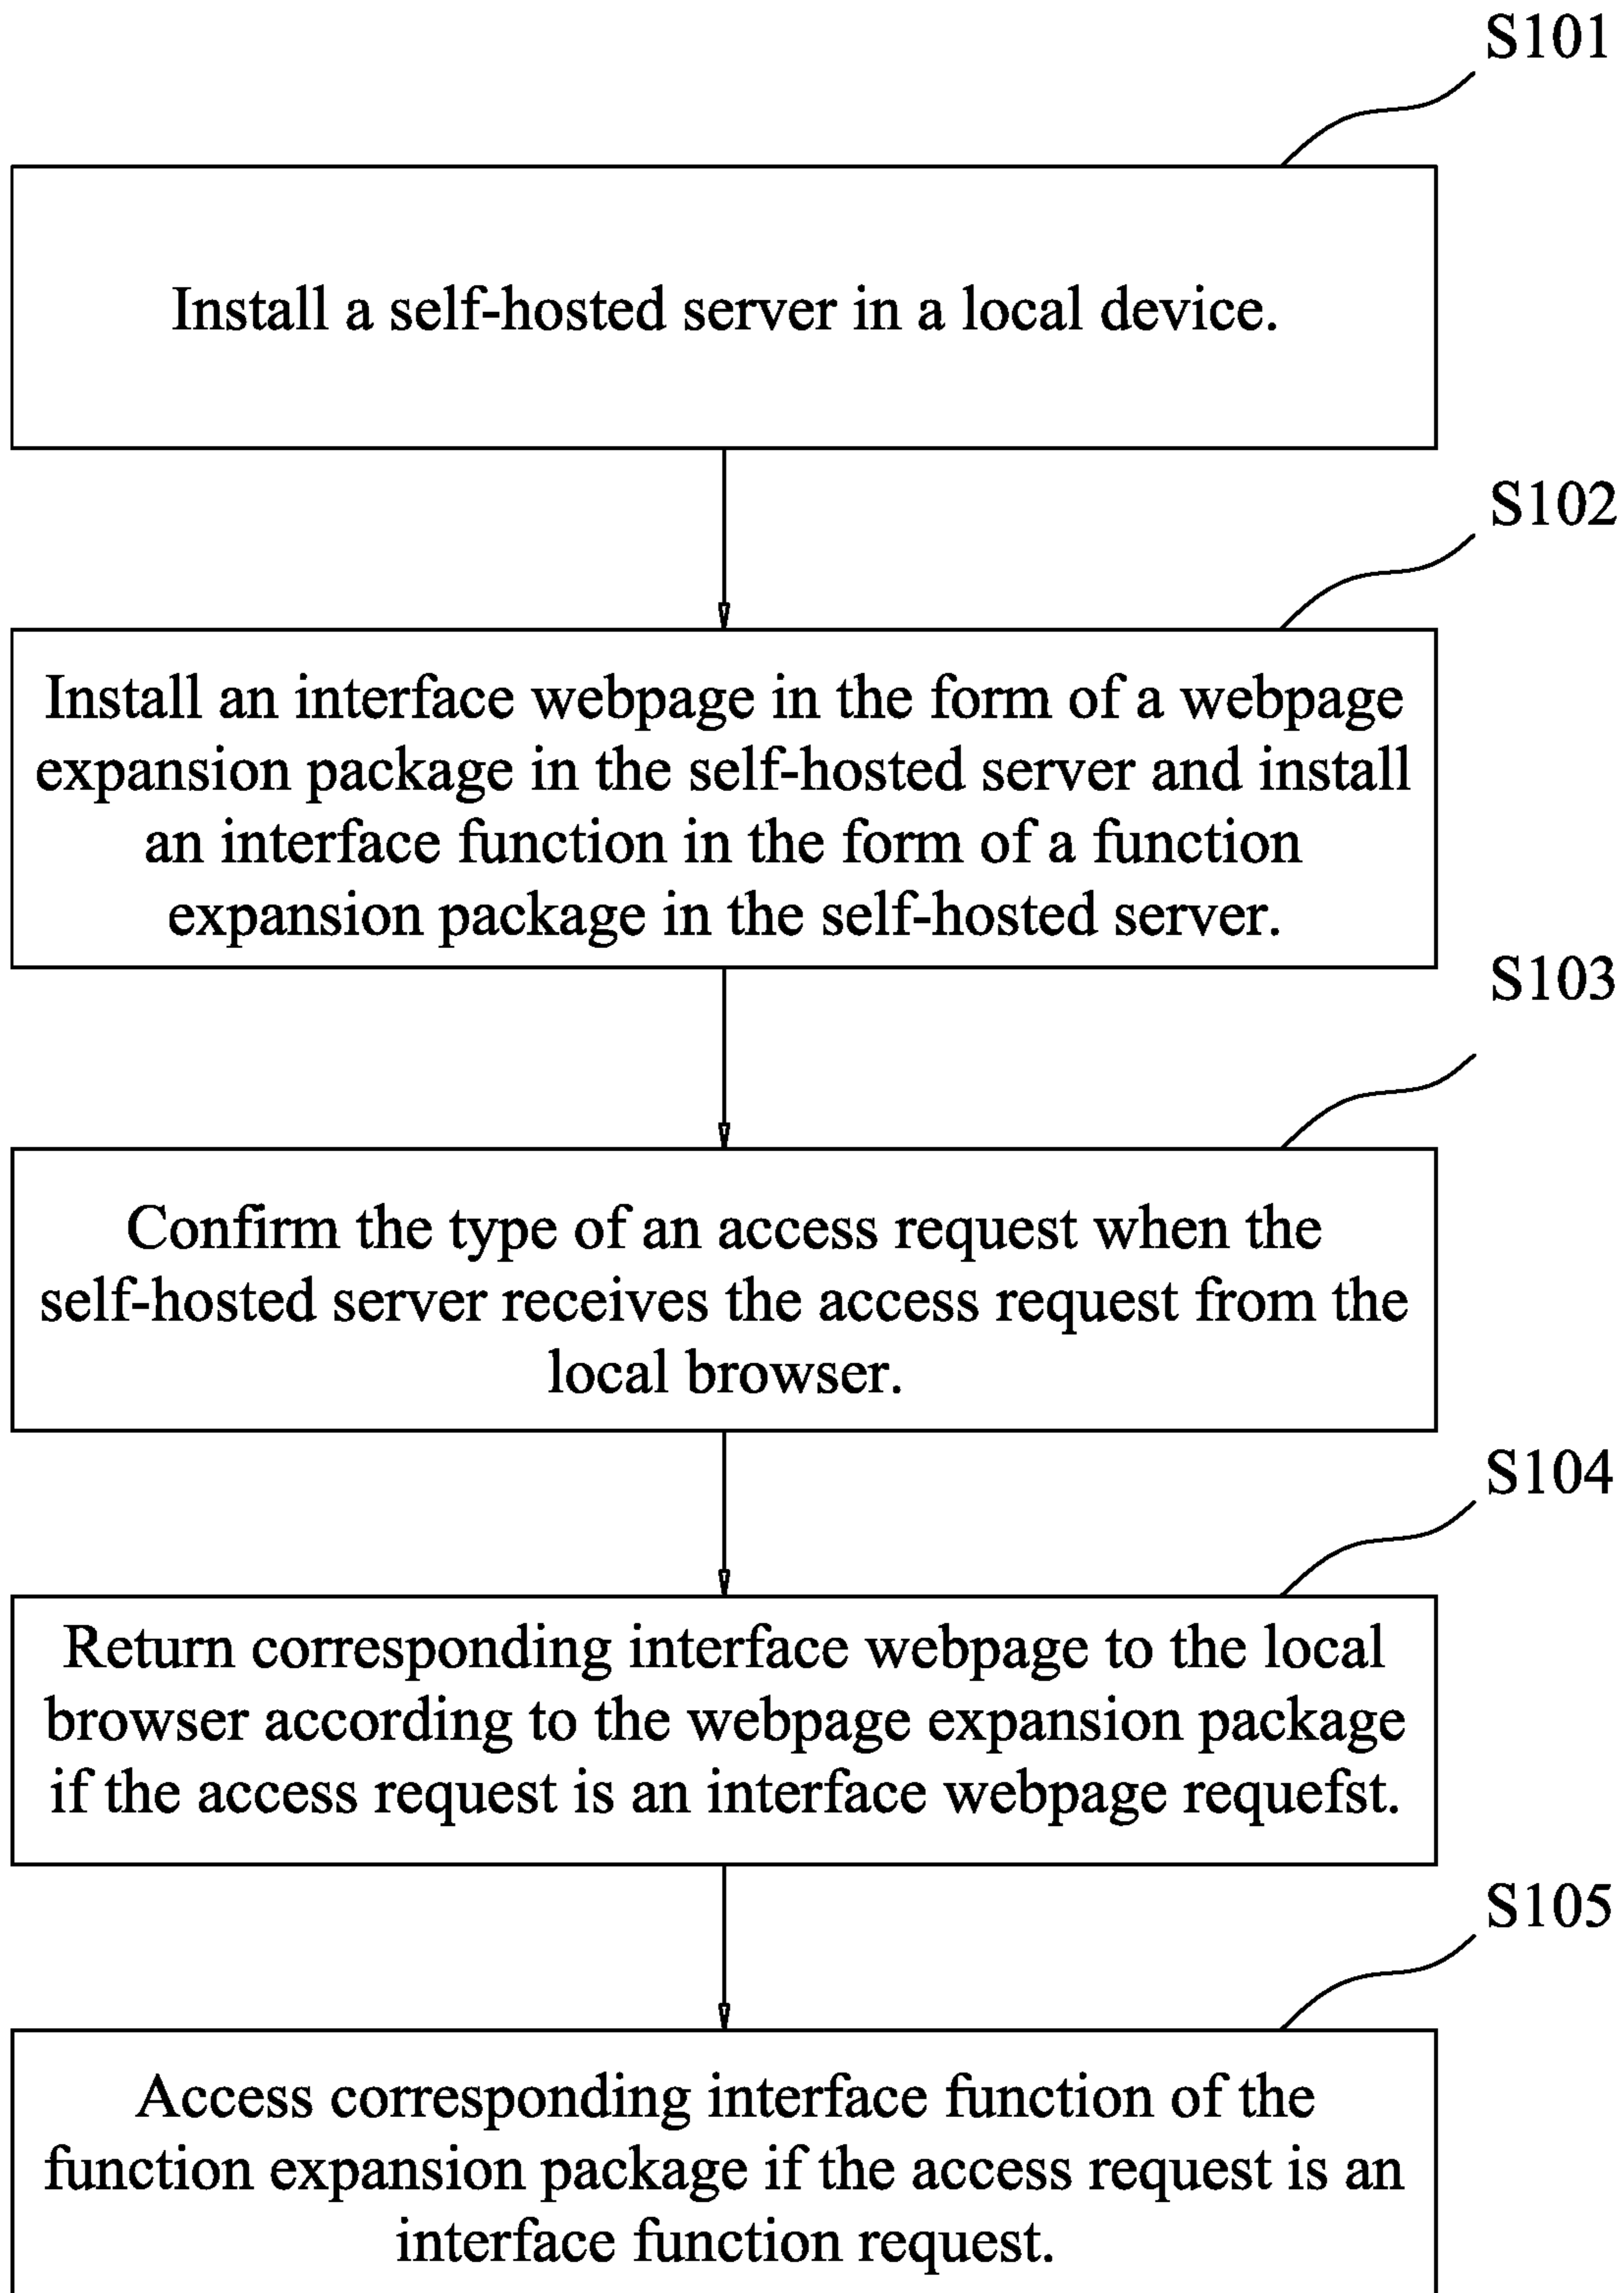 S101
Install a self-hosted server in a local device.
S102
Install an interface webpage in the form of a webpage
expansion package in the self-hosted server and install
an interface function in the form of a function
expansion package in the self-hosted server.
S103
Confirm the type of an access request when the
self-hosted server receives the access request from the
local browser.
S104
Return corresponding interface webpage to the local
browser according to the webpage expansion package
if the access request is an interface webpage requefst.
S105
Access corresponding interface function of the
function expansion package if the access request is an
interface function request.